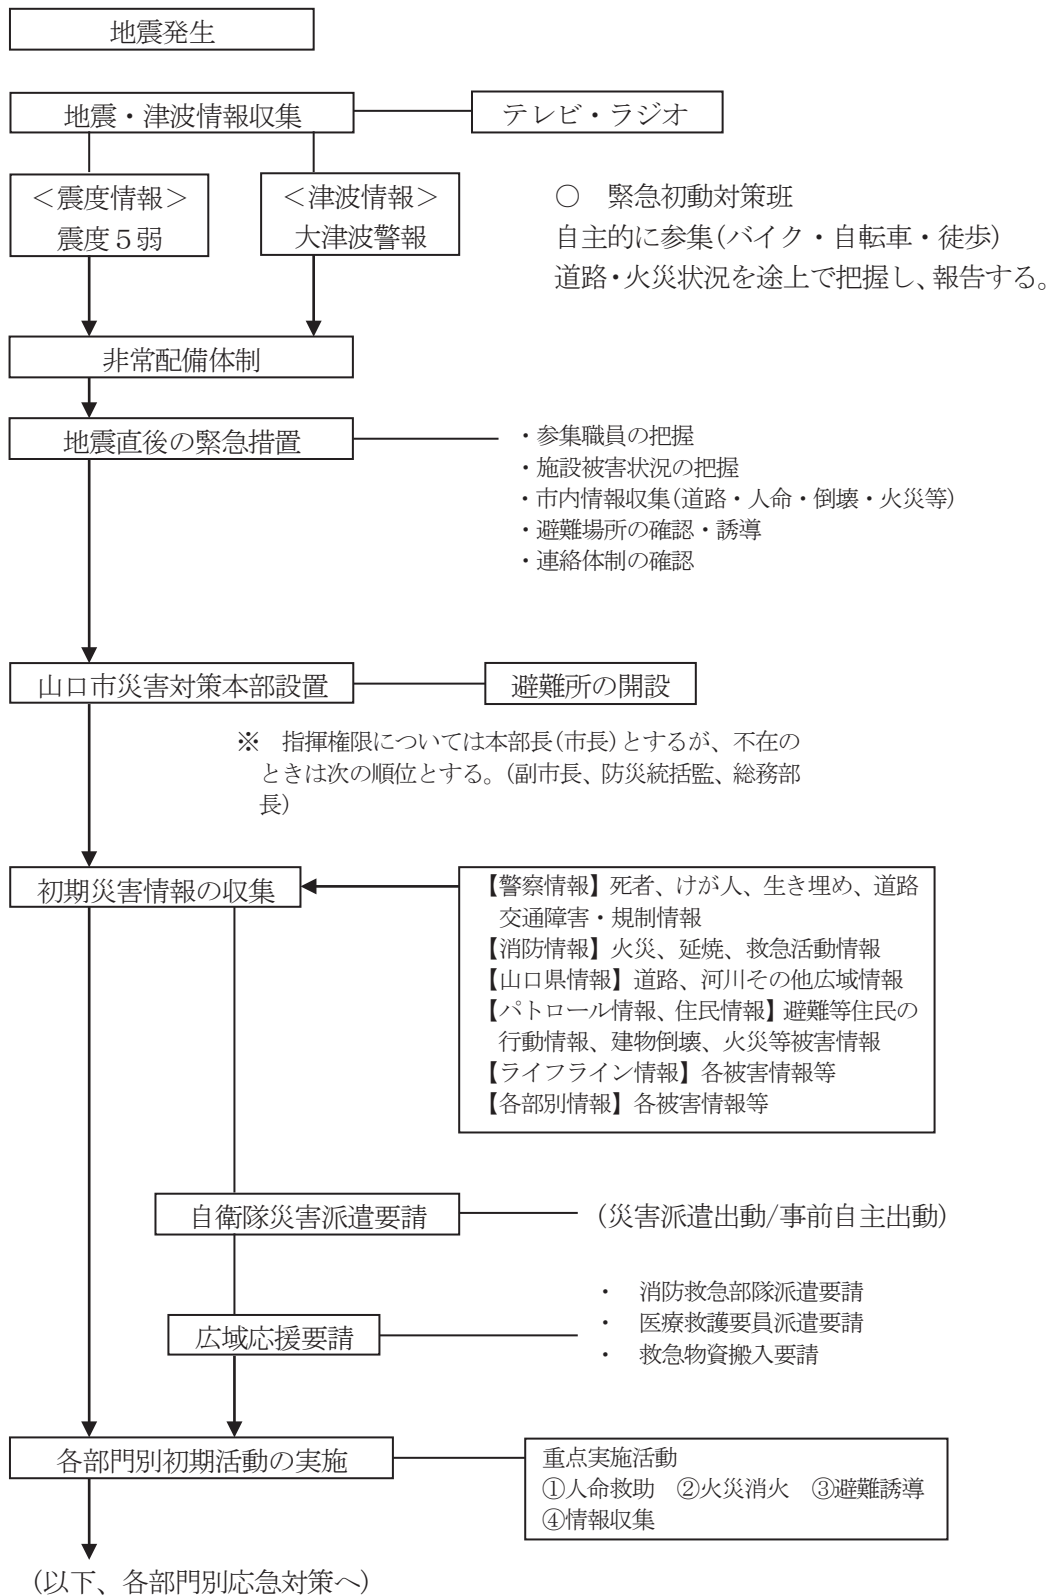 地震発生
地震・津波情報収集
テレビ・ラジオ
＜震度情報＞
震度５弱
＜津波情報＞
大津波警報
○　緊急初動対策班
自主的に参集(バイク・自転車・徒歩)
道路・火災状況を途上で把握し、報告する。
非常配備体制
地震直後の緊急措置
・参集職員の把握
・施設被害状況の把握
・市内情報収集(道路・人命・倒壊・火災等)
・避難場所の確認・誘導
・連絡体制の確認
山口市災害対策本部設置
避難所の開設
※　指揮権限については本部長(市長)とするが、不在の
ときは次の順位とする。(副市長、防災統括監、総務部
長)
初期災害情報の収集
【警察情報】死者、けが人、生き埋め、道路
交通障害・規制情報
【消防情報】火災、延焼、救急活動情報
【山口県情報】道路、河川その他広域情報
【パトロール情報、住民情報】避難等住民の
行動情報、建物倒壊、火災等被害情報
【ライフライン情報】各被害情報等
【各部別情報】各被害情報等
自衛隊災害派遣要請
(災害派遣出動/事前自主出動)
広域応援要請
・　消防救急部隊派遣要請
・　医療救護要員派遣要請
・　救急物資搬入要請
各部門別初期活動の実施
重点実施活動
①人命救助　②火災消火　③避難誘導
④情報収集
(以下、各部門別応急対策へ)